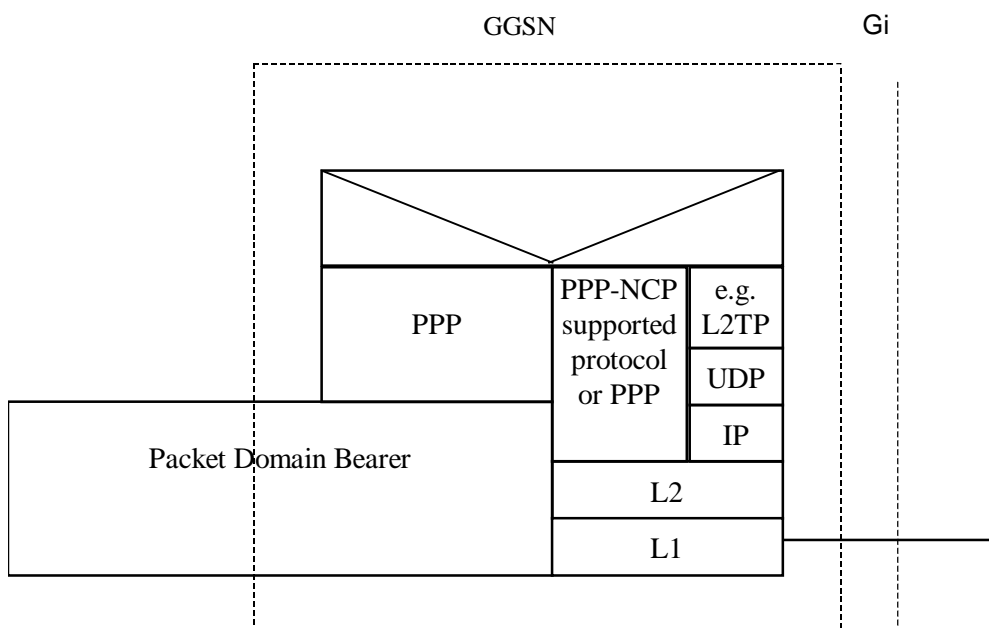 GGSN
Gi
PPP
PPP-NCP
supported
protocol
or PPP
e.g.
L2TP
UDP
IP
Packet Domain Bearer
L2
L1